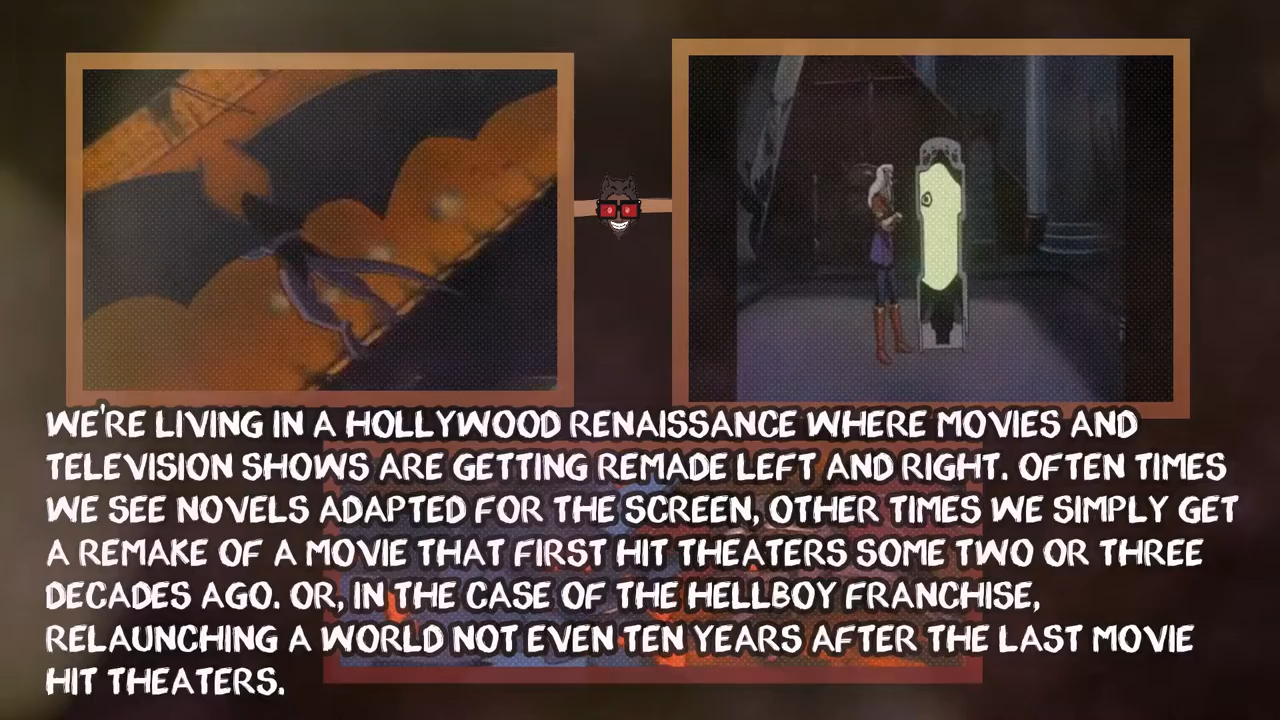 WE'RE LIVING IN A HOLLYWOOD RENAISSANCE WHERE MOVIES AND
TELEVISION SHOWS ARE GETTING REMADE LEFT AND RIGHT. OFTEN TIMES
WE SEE NOVELS ADAPTED FOR THE SCREEN, OTHER TIMES WE SIMPLY GET
A REMAKE OF A MOVIE THAT FIRST HIT THEATERS SOME TWO OR THREE
DECADES AGO. OR, IN THE CASE OF THE HELLBOY FRANCHISE,
RELAUNCHING A WORLD NOT EVEN TEN YEARS AFTER THE LAST MOVIE
HIT THEATERS.